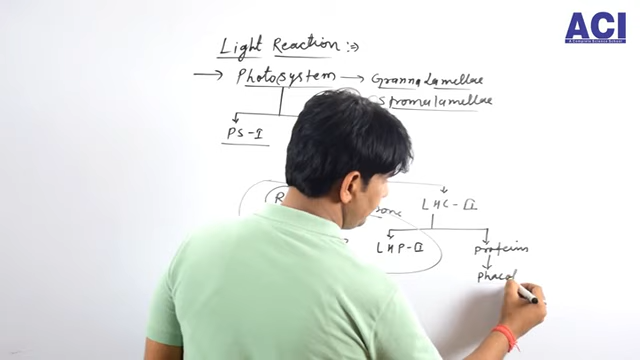 ACI
Light Reaction :→
→ Photosystem → Granna Lamellae
Stroma lamellae
PS-I
LHC-II
LHP-II
Proteins